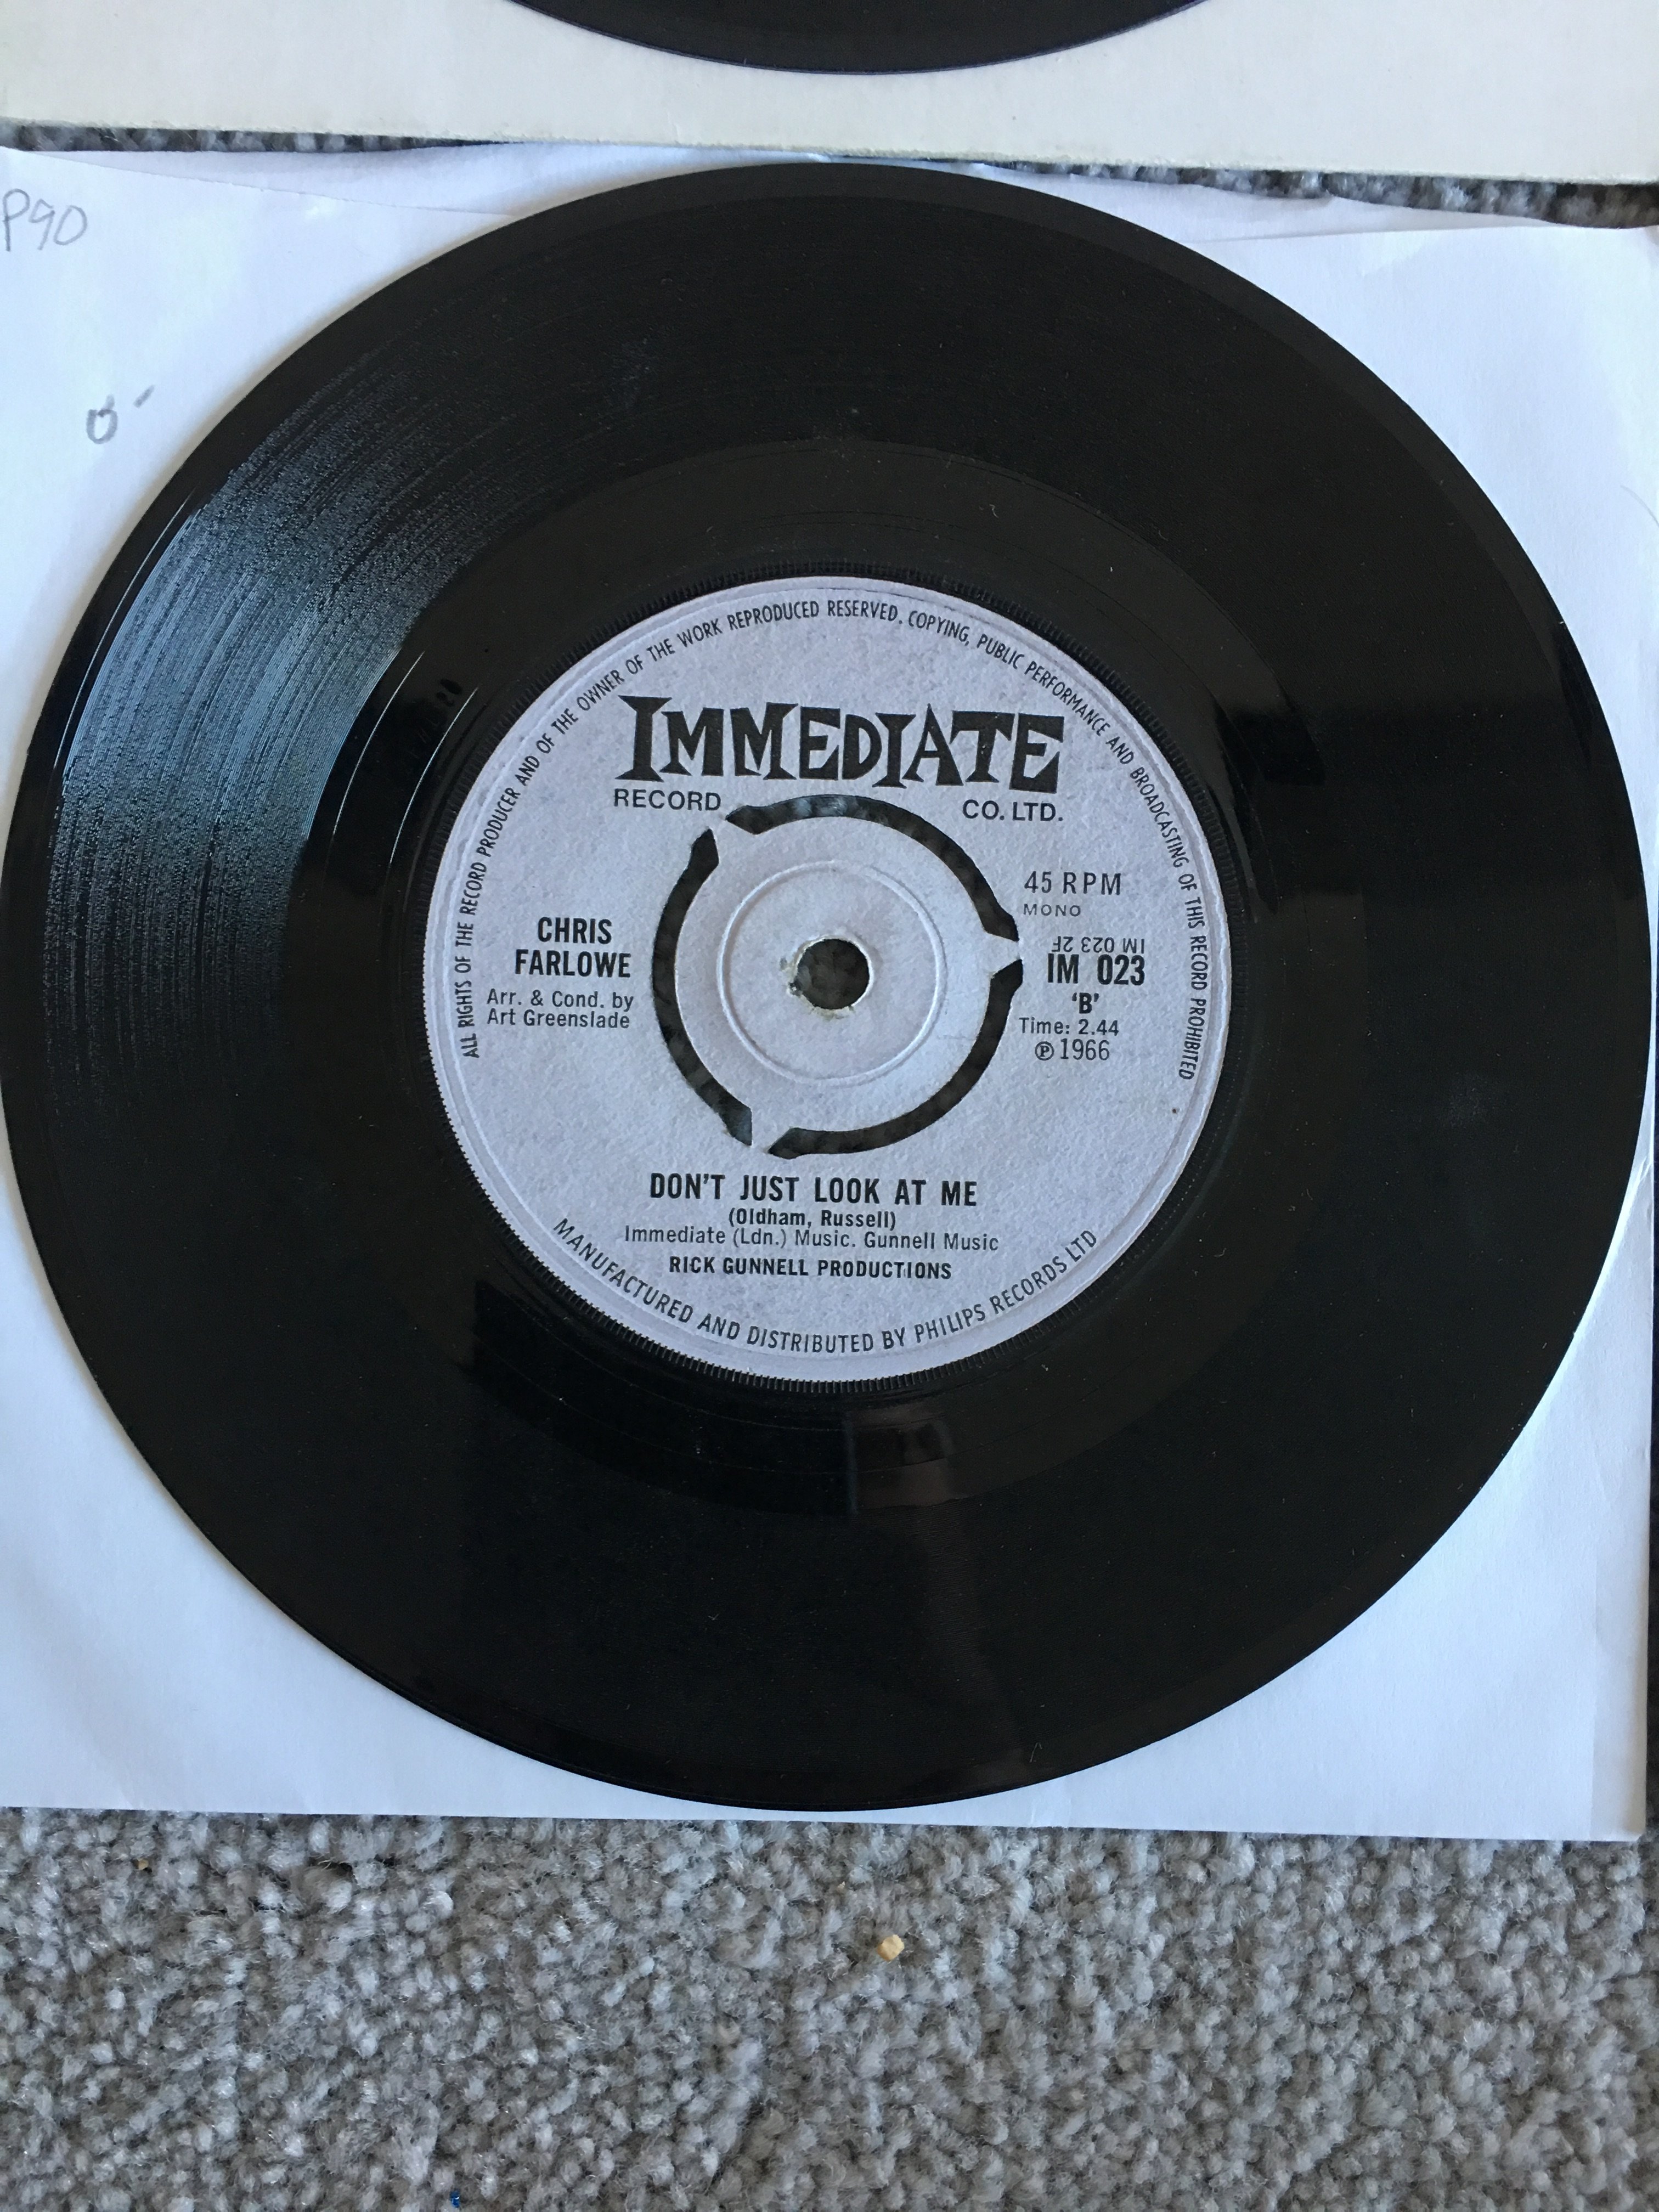 P90
ALL RIGHTS OF THE RECORD PRODUCER AND OF THE OWNER OF THE WORK REPRODUCED RESERVED. COPYING, PUBLIC PERFORMANCE AND BROADCASTING OF THIS RECORD PROHIBITED
IMMEDIATE
RECORD CO. LTD.
45 RPM
MONO
IM 023 2F
IM 023
'B'
Time: 2.44
℗ 1966
CHRIS
FARLOWE
Arr. & Cond. by
Art Greenslade
DON'T JUST LOOK AT ME
(Oldham, Russell)
Immediate (Ldn.) Music. Gunnell Music
RICK GUNNELL PRODUCTIONS
MANUFACTURED AND DISTRIBUTED BY PHILIPS RECORDS LTD